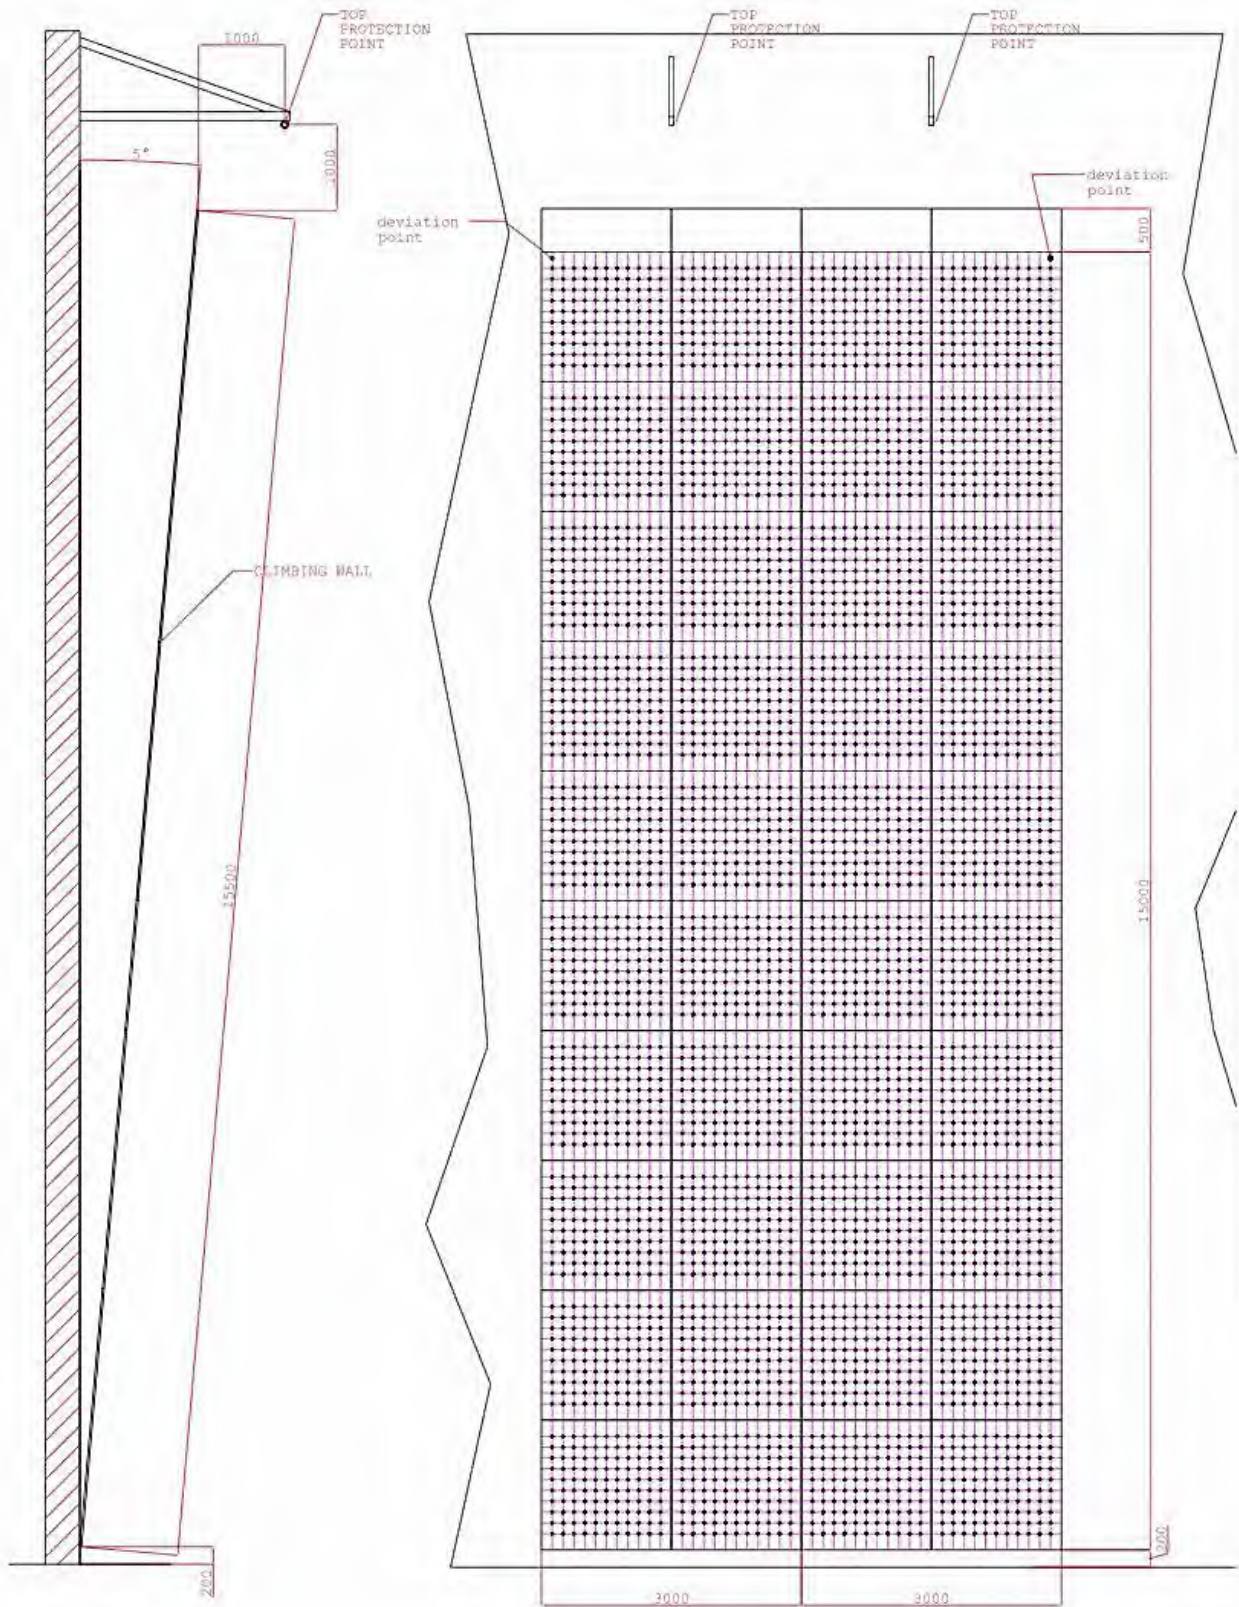 TOP
PROTECTION
POINT
1000
5°
1000
CLIMBING WALL
15500
200
TOP
PROTECTION
POINT
TOP
PROTECTION
POINT
deviation
point
deviation
point
500
15000
200
3000
3000